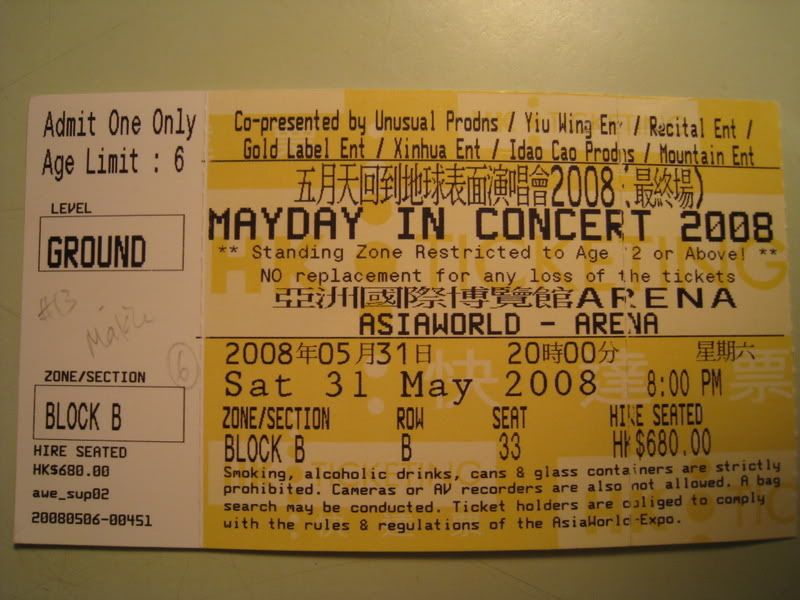 Admit One Only
Age Limit : 6
LEVEL
GROUND
#13
ZONE/SECTION
6
BLOCK B
HIRE SEATED
HK$680.00
awe_sup02
20080506-00451
Co-presented by Unusual Prodns / Yiu Wing Ent / Recital Ent /
Gold Label Ent / Xinhua Ent / Idao Cao Prodns / Mountain Ent
五月天回到地球表面演唱會2008(最終場)
MAYDAY IN CONCERT 2008
** Standing Zone Restricted to Age 12 or Above! **
NO replacement for any loss of the tickets
亞洲國際博覽館ARENA
ASIAWORLD - ARENA
2008年05月31日 20時00分 星期六
Sat 31 May 2008 8:00 PM
ZONE/SECTION ROW SEAT HIRE SEATED
BLOCK B B 33 HK$680.00
Smoking, alcoholic drinks, cans & glass containers are strictly
prohibited. Cameras or AV recorders are also not allowed. A bag
search may be conducted. Ticket holders are obliged to comply
with the rules & regulations of the AsiaWorld-Expo.